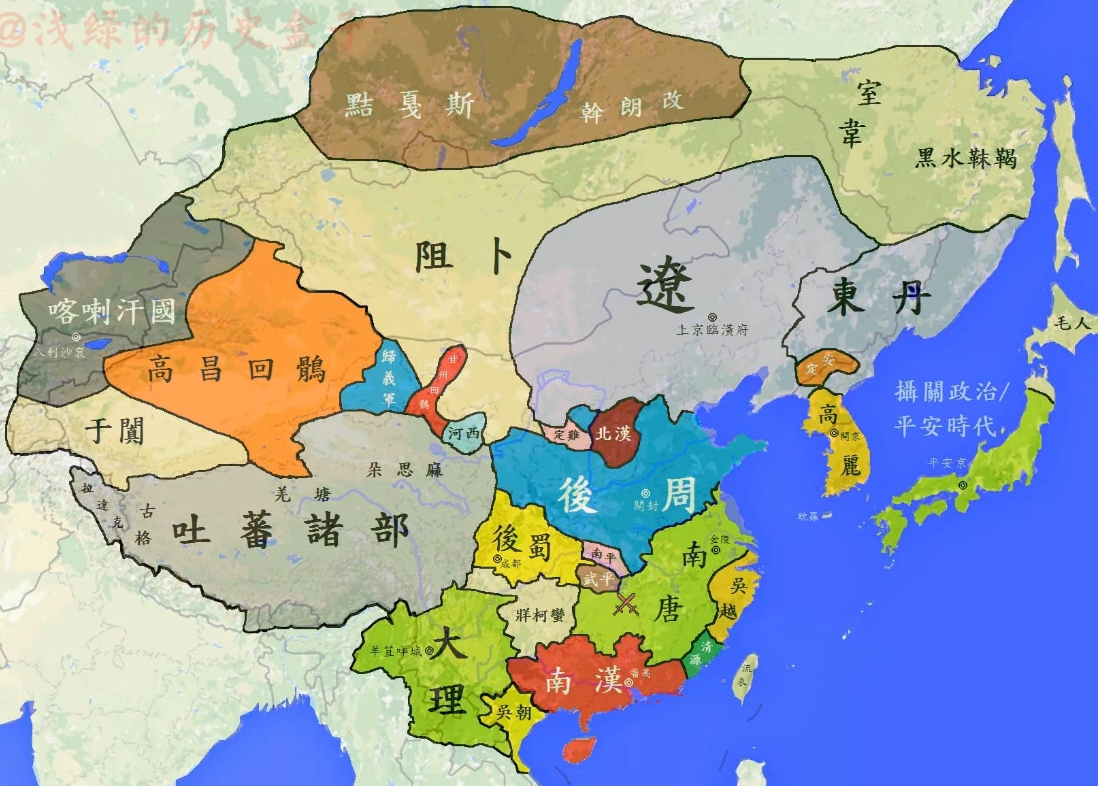 @浅绿的历史盒子
黠戛斯
斡朗改
室韋
黑水靺鞨
阻卜
遼
上京臨潢府
東丹
毛人
喀喇汗國
八剌沙袞
高昌回鶻
歸義軍
甘州回鶻
河西
于闐
定安
高麗
開京
攝關政治/
平安時代
平安京
耽羅
定難
北漢
後周
開封
朵思麻
羌塘
拉達克
古格
吐蕃諸部
後蜀
成都
南平
武平
南唐
金陵
吳越
清源
流求
牂柯蠻
大理
羊苴咩城
南漢
番禺
吳朝